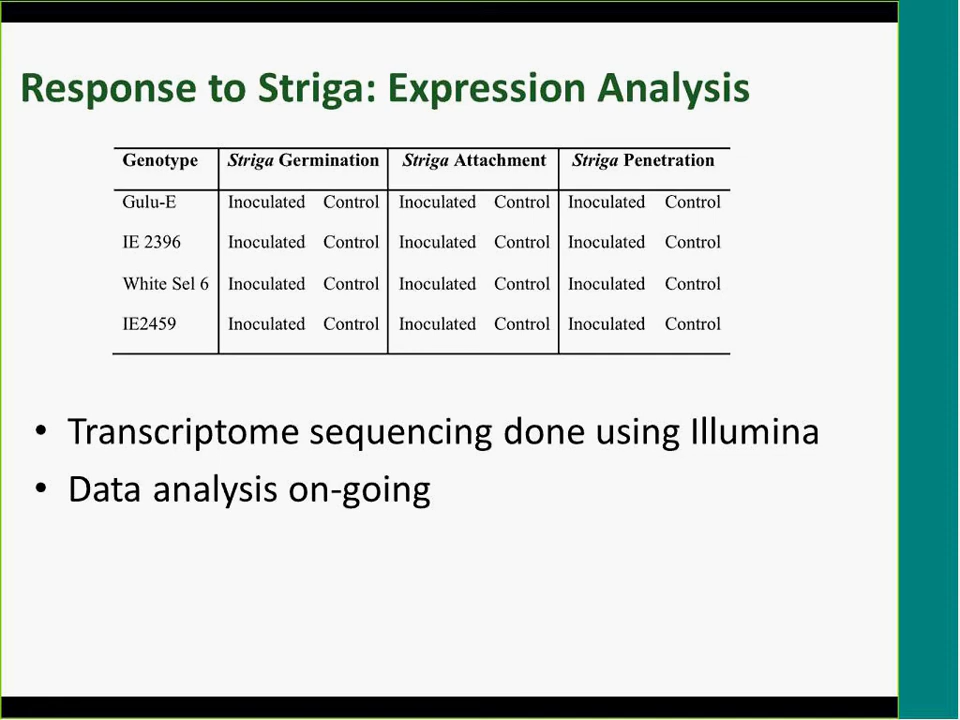 Response to Striga: Expression Analysis
Genotype Striga Germination Striga Attachment Striga Penetration
Gulu-E Inoculated Control Inoculated Control Inoculated Control
IE 2396 Inoculated Control Inoculated Control Inoculated Control
White Sel 6 Inoculated Control Inoculated Control Inoculated Control
IE2459 Inoculated Control Inoculated Control Inoculated Control
• Transcriptome sequencing done using Illumina
• Data analysis on-going